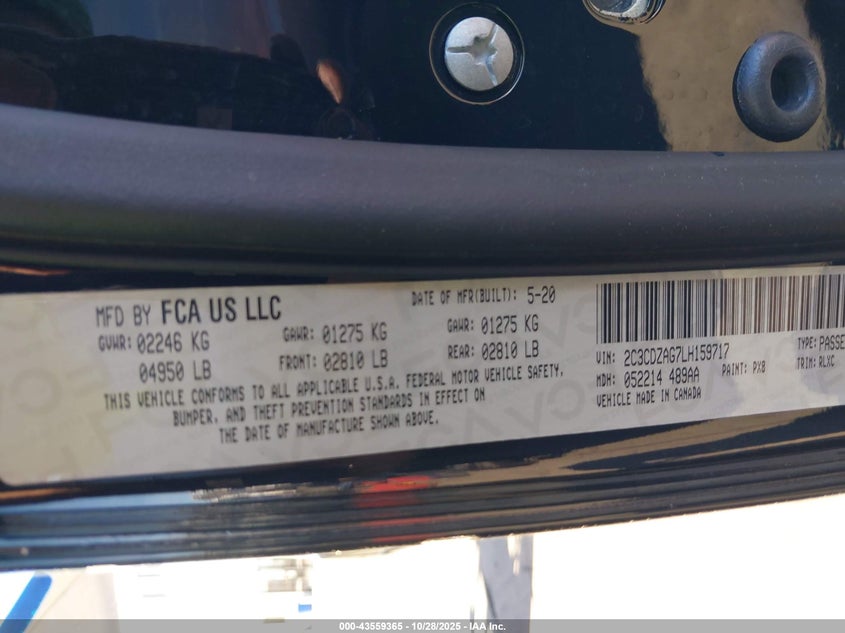 MFD BY FCA US LLC
DATE OF MFR(BUILT): 5-20
GVWR: 02246 KG
GAWR: 01275 KG
GAWR: 01275 KG
04950 LB
FRONT: 02810 LB
REAR: 02810 LB
THIS VEHICLE CONFORMS TO ALL APPLICABLE U.S.A. FEDERAL MOTOR VEHICLE SAFETY,
BUMPER, AND THEFT PREVENTION STANDARDS IN EFFECT ON
THE DATE OF MANUFACTURE SHOWN ABOVE.
VIN: 2C3CDZAG7LH159717
TYPE: PASSE
MDH: 052214 489AA
PAINT: PX8
TRIM: RLXC
VEHICLE MADE IN CANADA
000-43559365 - 10/28/2025 - IAA Inc.